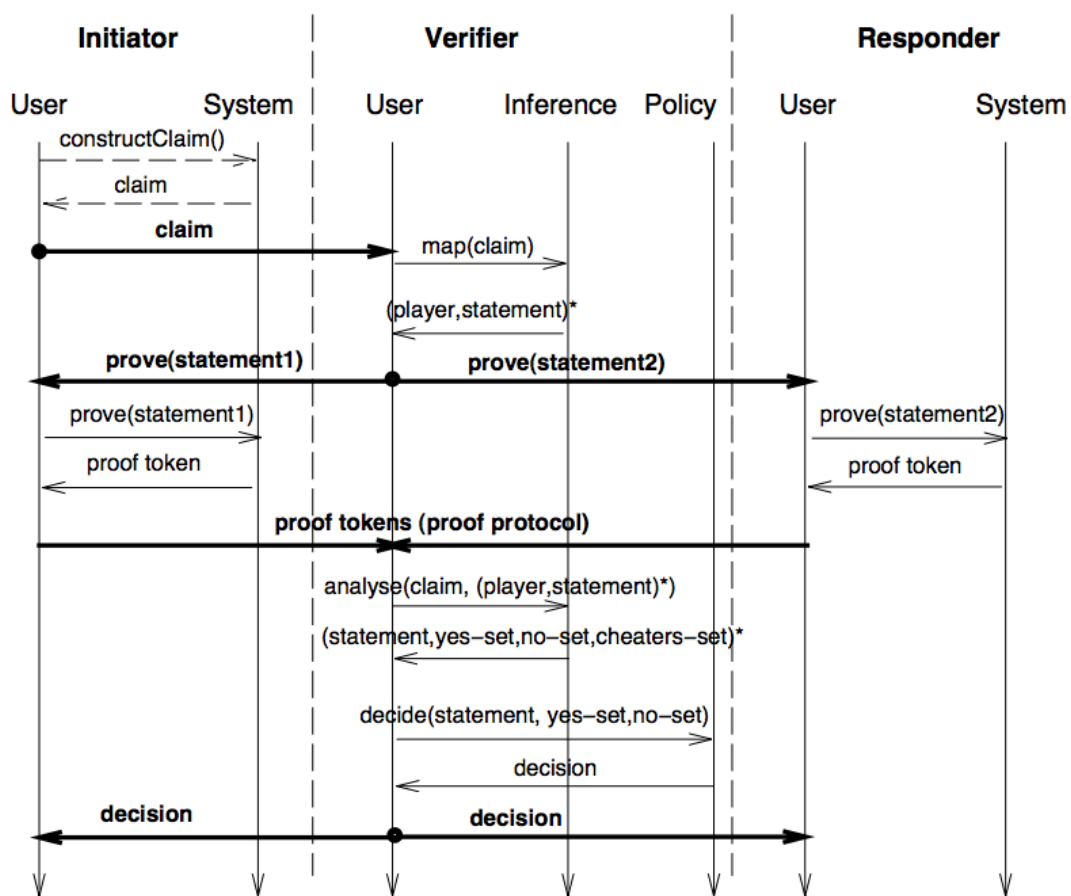 Initiator
Verifier
Responder
User
System
User
Inference
Policy
User
System
constructClaim()
claim
claim
map(claim)
(player,statement)*
prove(statement1)
prove(statement2)
prove(statement1)
prove(statement2)
proof token
proof token
proof tokens (proof protocol)
analyse(claim, (player,statement)*)
(statement,yes−set,no−set,cheaters−set)*
decide(statement, yes−set,no−set)
decision
decision
decision